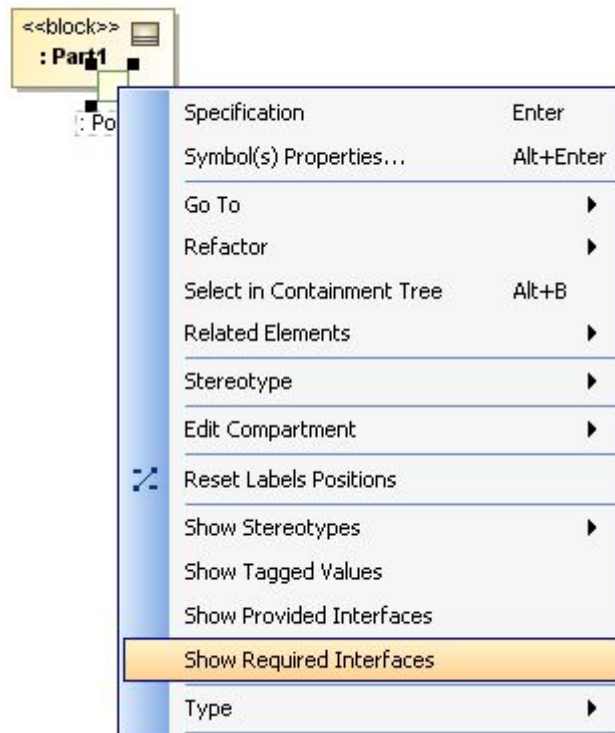 <<block>>
: Part1
: Po
Specification Enter
Symbol(s) Properties... Alt+Enter
Go To
Refactor
Select in Containment Tree Alt+B
Related Elements
Stereotype
Edit Compartment
Reset Labels Positions
Show Stereotypes
Show Tagged Values
Show Provided Interfaces
Show Required Interfaces
Type